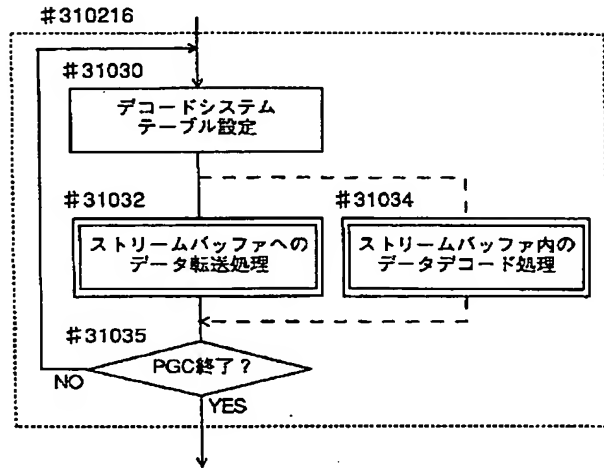 #310216
#31030
デコードシステム
テーブル設定
#31032
#31034
ストリームバッファへの
データ転送処理
ストリームバッファ内の
データデコード処理
#31035
PGC終了？
NO
YES